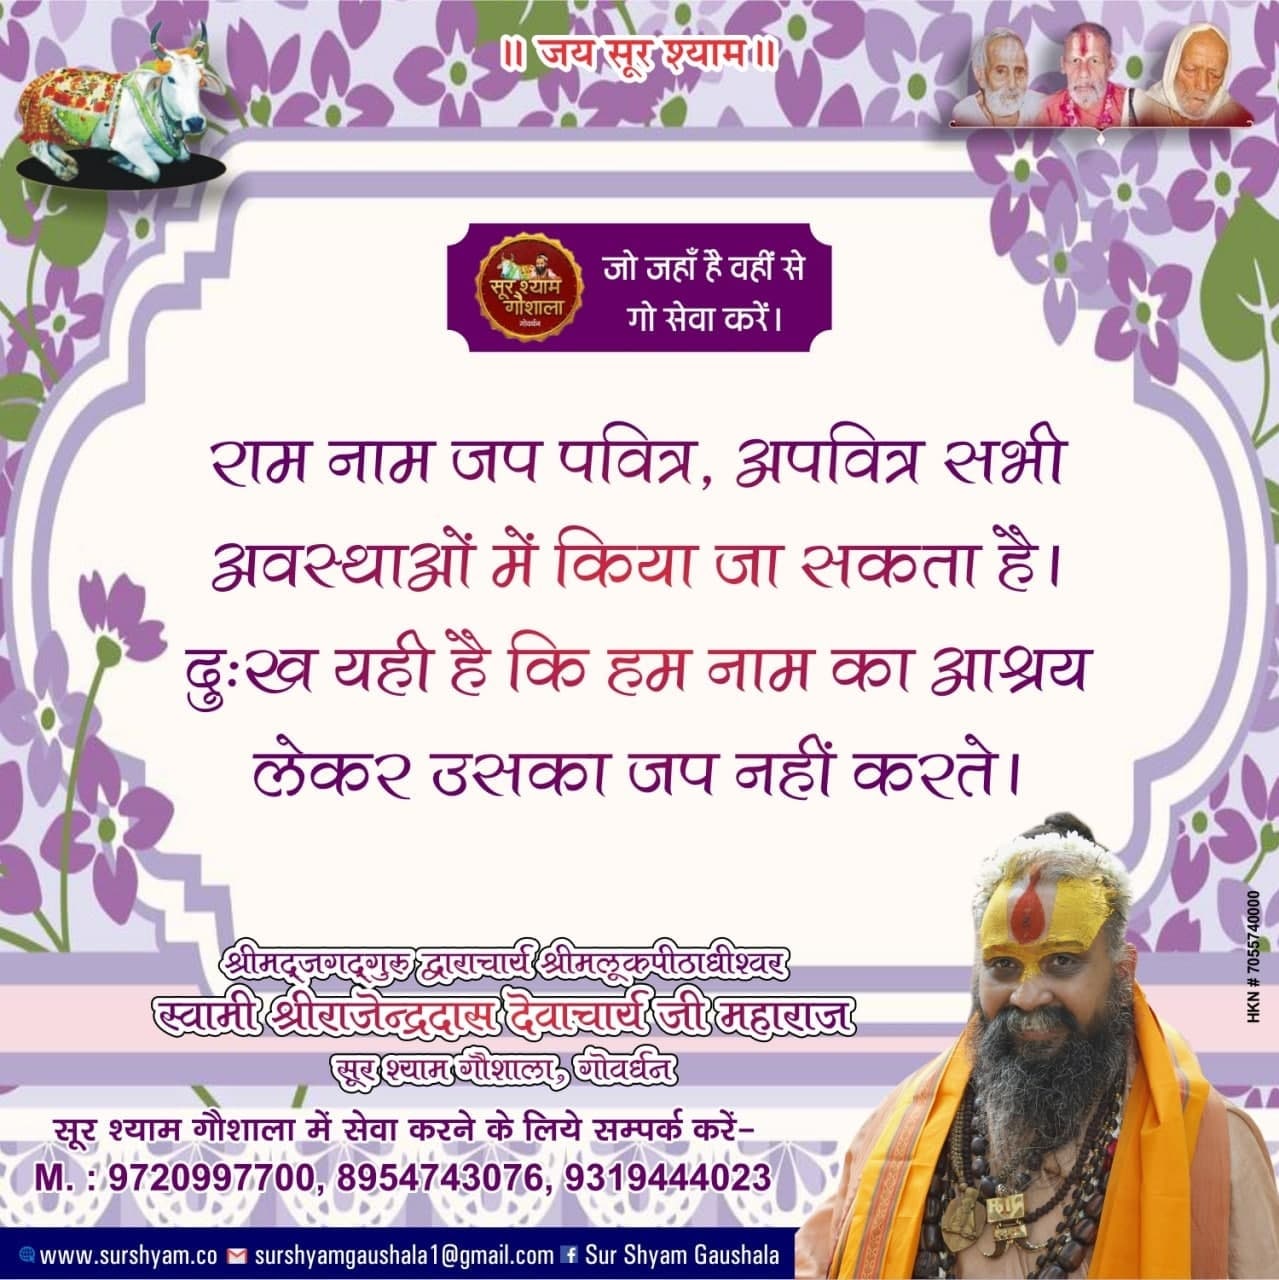 ॥ जय सूर श्याम॥
सूर श्याम
गौशाला
गोवर्धन
जो जहाँ है वहीं से
गो सेवा करें।
राम नाम जप पवित्र, अपवित्र सभी
अवस्थाओं में किया जा सकता है।
दुःख यही है कि हम नाम का आश्रय
लेकर उसका जप नहीं करते।
श्रीमद्जगद्गुरु द्वाराचार्य श्रीमलूकपीठाधीश्वर
स्वामी श्रीराजेन्द्रदास देवाचार्य जी महाराज
सूर श्याम गौशाला, गोवर्धन
सूर श्याम गौशाला में सेवा करने के लिये सम्पर्क करें-
M. : 9720997700, 8954743076, 9319444023
www.surshyam.co surshyamgaushala1@gmail.com Sur Shyam Gaushala
HKN # 7055740000